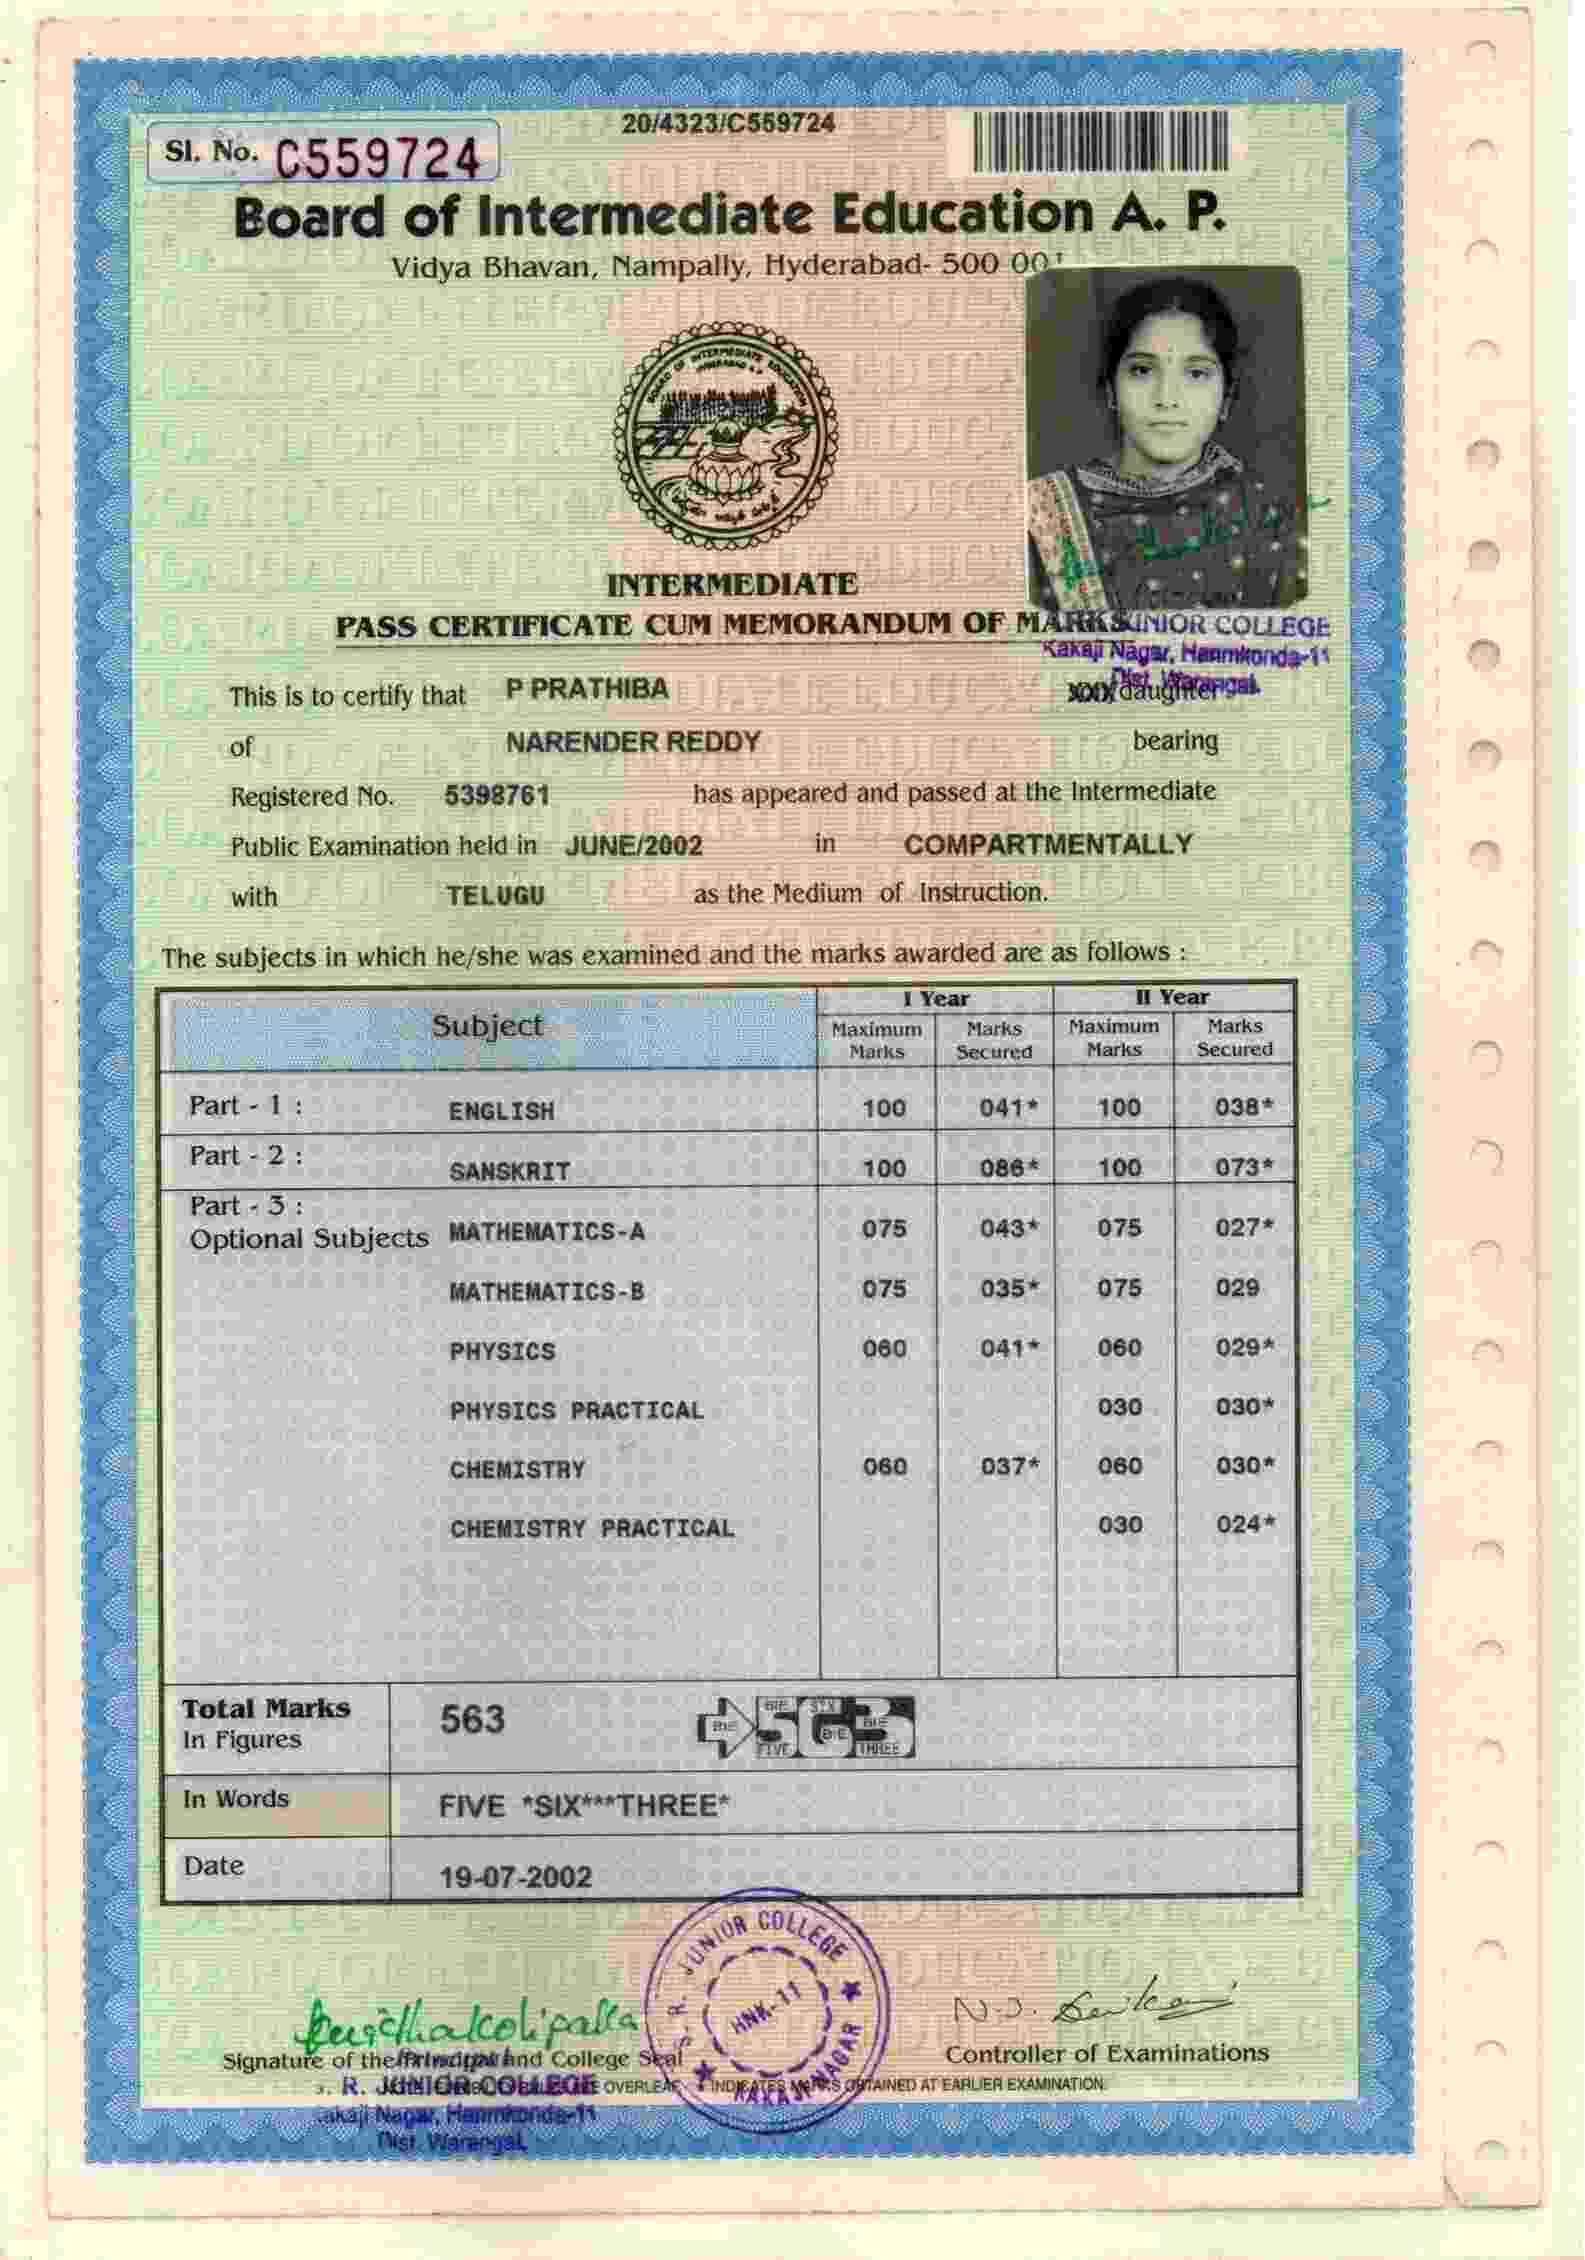 20/4323/C559724
Sl. No. C559724
Board of Intermediate Education A. P.
Vidya Bhavan, Nampally, Hyderabad- 500 001
BOARD OF INTERMEDIATE EDUCATION
HYDERABAD A.P.
INTERMEDIATE
PASS CERTIFICATE CUM MEMORANDUM OF MARKS
JUNIOR COLLEGE
Kakaji Nagar, Hanmkonda-11
Dist. Warangal.
This is to certify that P PRATHIBA XXX daughter
of NARENDER REDDY bearing
Registered No. 5398761 has appeared and passed at the Intermediate
Public Examination held in JUNE/2002 in COMPARTMENTALLY
with TELUGU as the Medium of Instruction.
The subjects in which he/she was examined and the marks awarded are as follows :
Subject I Year II Year
Maximum Marks Marks Secured Maximum Marks Marks Secured
Part - 1 : ENGLISH 100 041* 100 038*
Part - 2 : SANSKRIT 100 086* 100 073*
Part - 3 :
Optional Subjects MATHEMATICS-A 075 043* 075 027*
MATHEMATICS-B 075 035* 075 029
PHYSICS 060 041* 060 029*
PHYSICS PRACTICAL 030 030*
CHEMISTRY 060 037* 060 030*
CHEMISTRY PRACTICAL 030 024*
Total Marks
In Figures 563 BIE BIE FIVE SIX BIE BIE THREE
In Words FIVE *SIX***THREE*
Date 19-07-2002
S. R. JUNIOR COLLEGE
HNK-11
KAKAJI NAGAR
Signature of the Principal and College Seal Controller of Examinations
R. JUNIOR COLLEGE OVERLEAF * INDICATES MARKS OBTAINED AT EARLIER EXAMINATION.
Kakaji Nagar, Hanmkonda-11
Dist. Warangal.